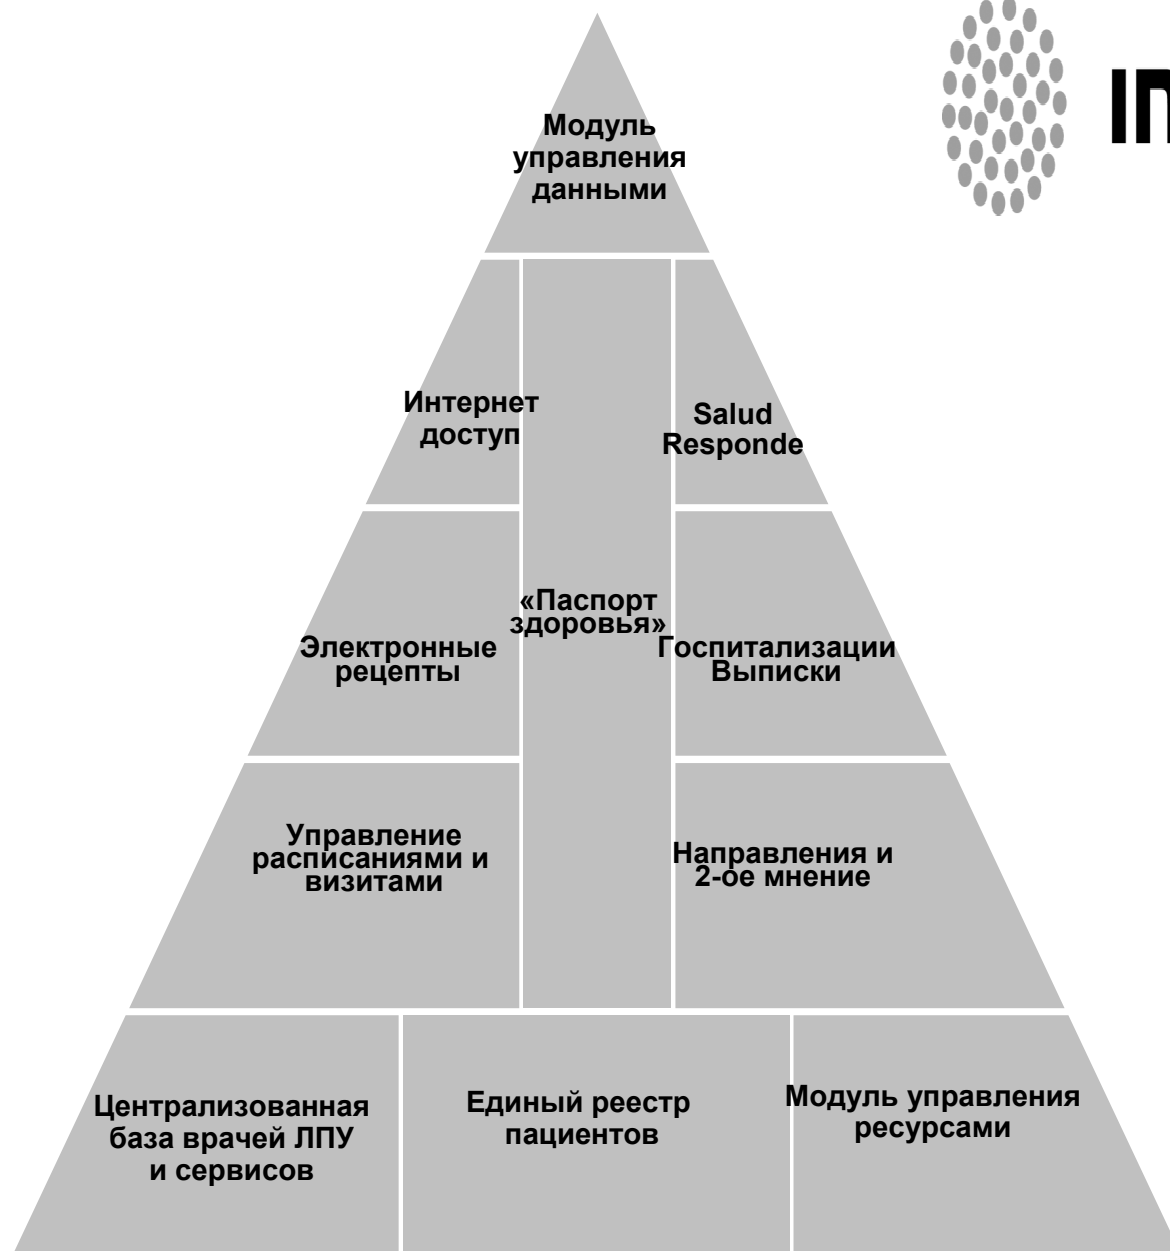 Модуль
управления
данными
Интернет
доступ
Salud
Responde
«Паспорт
здоровья»
Электронные
рецепты
Госпитализации
Выписки
Управление
расписаниями и
визитами
Направления и
2-ое мнение
Централизованная
база врачей ЛПУ
и сервисов
Единый реестр
пациентов
Модуль управления
ресурсами